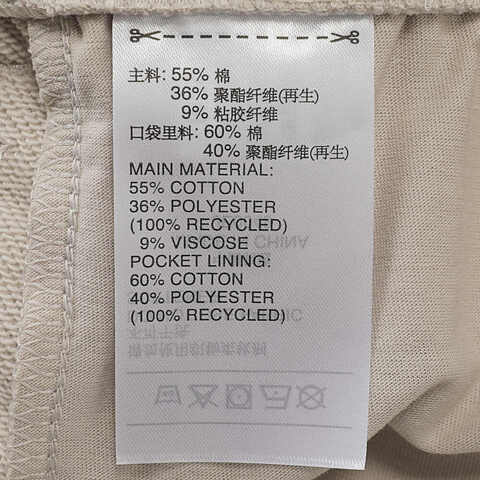 主料: 55% 棉
36% 聚酯纤维(再生)
9% 粘胶纤维
口袋里料: 60% 棉
40% 聚酯纤维(再生)
MAIN MATERIAL:
55% COTTON
36% POLYESTER
(100% RECYCLED)
9% VISCOSE
POCKET LINING:
60% COTTON
40% POLYESTER
(100% RECYCLED)